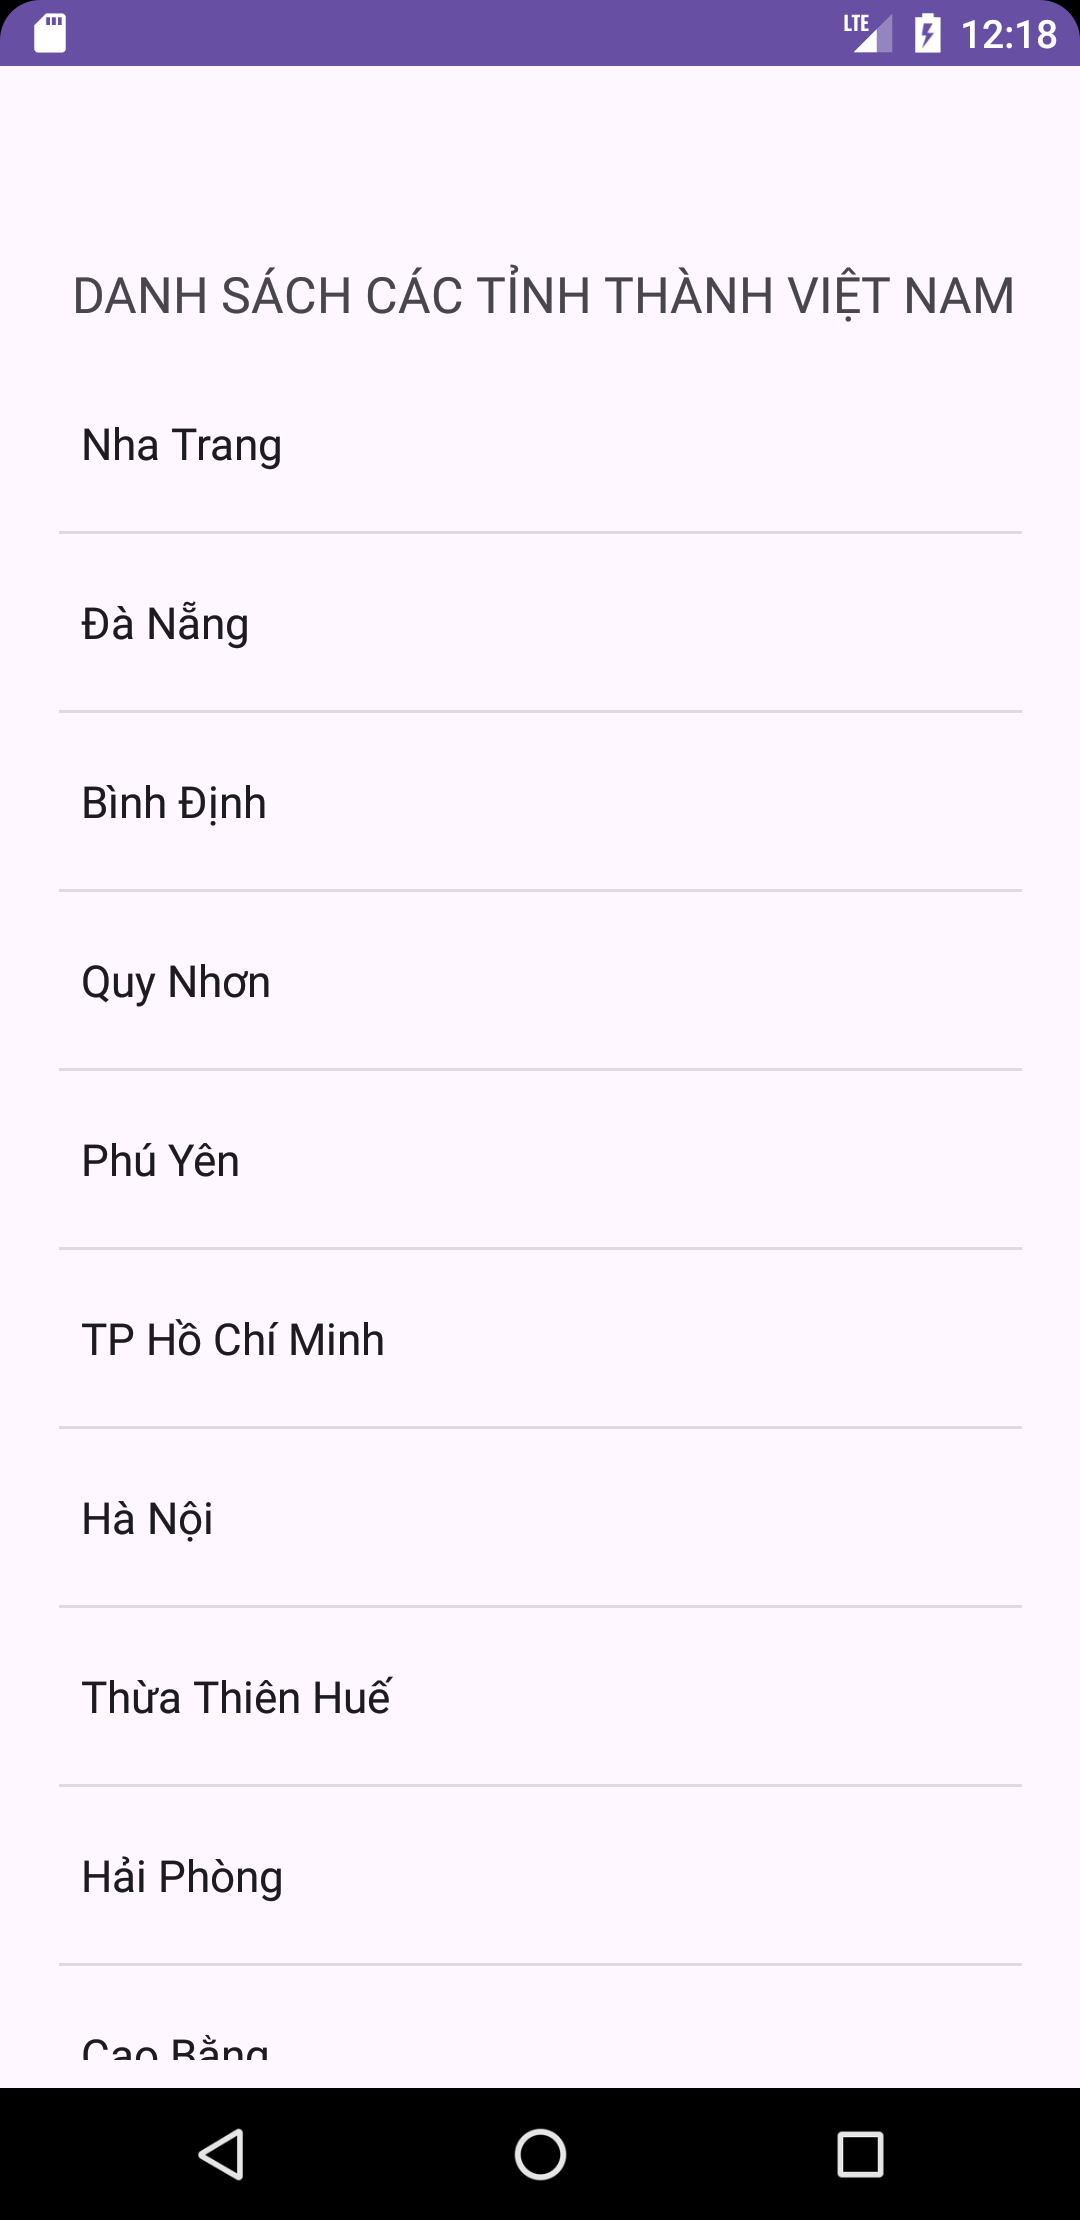 LTE 12:18
DANH SÁCH CÁC TỈNH THÀNH VIỆT NAM
Nha Trang
Đà Nẵng
Bình Định
Quy Nhơn
Phú Yên
TP Hồ Chí Minh
Hà Nội
Thừa Thiên Huế
Hải Phòng
Cao Bằng